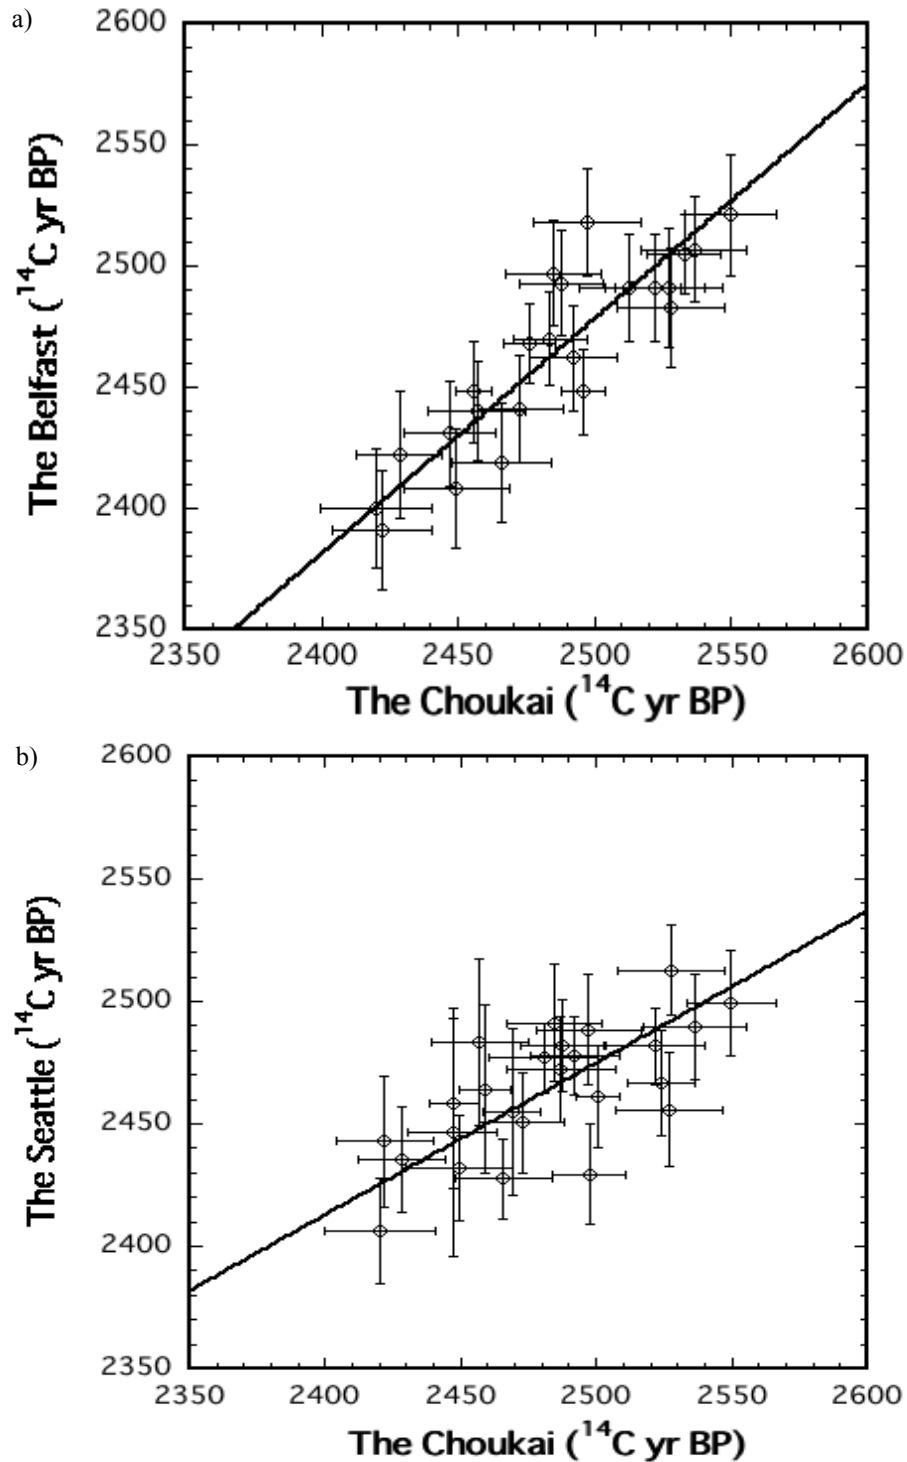 a)
2600
2550
2500
2450
2400
2350
The Belfast (¹⁴C yr BP)
2350 2400 2450 2500 2550 2600
The Choukai (¹⁴C yr BP)
b)
2600
2550
2500
2450
2400
2350
The Seattle (¹⁴C yr BP)
2350 2400 2450 2500 2550 2600
The Choukai (¹⁴C yr BP)